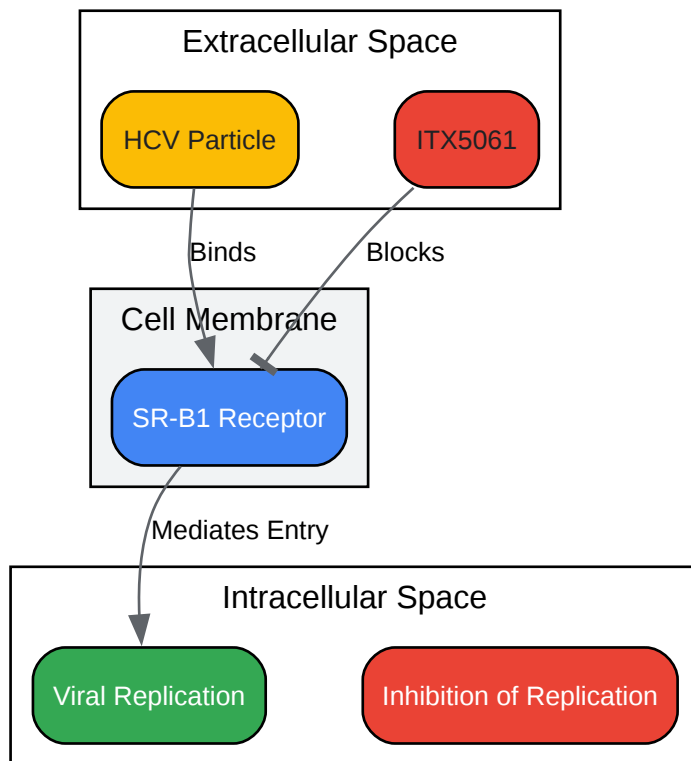 Extracellular Space
HCV Particle
ITX5061
Binds
Blocks
Cell Membrane
SR-B1 Receptor
Mediates Entry
Intracellular Space
Viral Replication
Inhibition of Replication